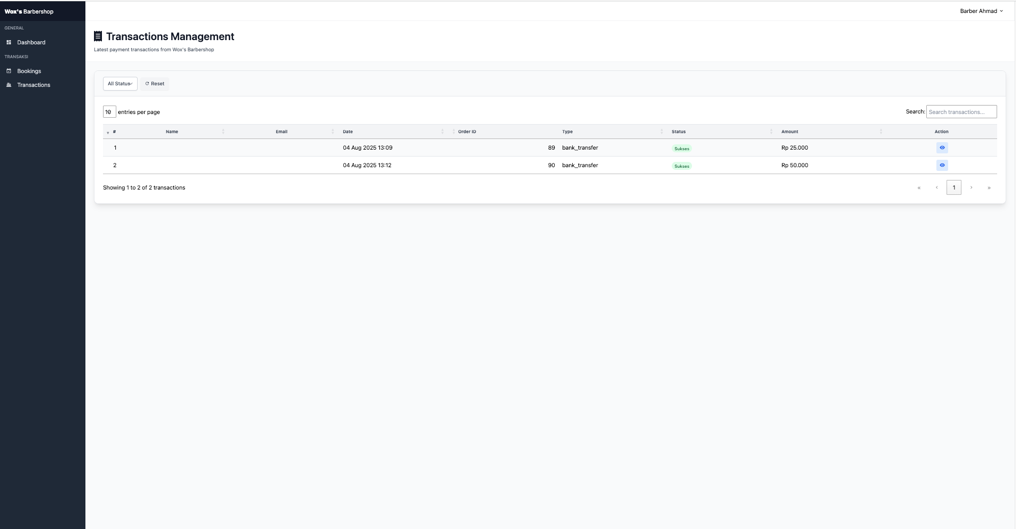 Wox's Barbershop
Barber Ahmad
GENERAL
Dashboard
TRANSAKSI
Bookings
Transactions
Transactions Management
Latest payment transactions from Wox's Barbershop
All Status
Reset
10 entries per page
Search: Search transactions...
# Name Email Date Order ID Type Status Amount Action
1 04 Aug 2025 13:09 89 bank_transfer Sukses Rp 25.000
2 04 Aug 2025 13:12 90 bank_transfer Sukses Rp 50.000
Showing 1 to 2 of 2 transactions
« ‹ 1 › »